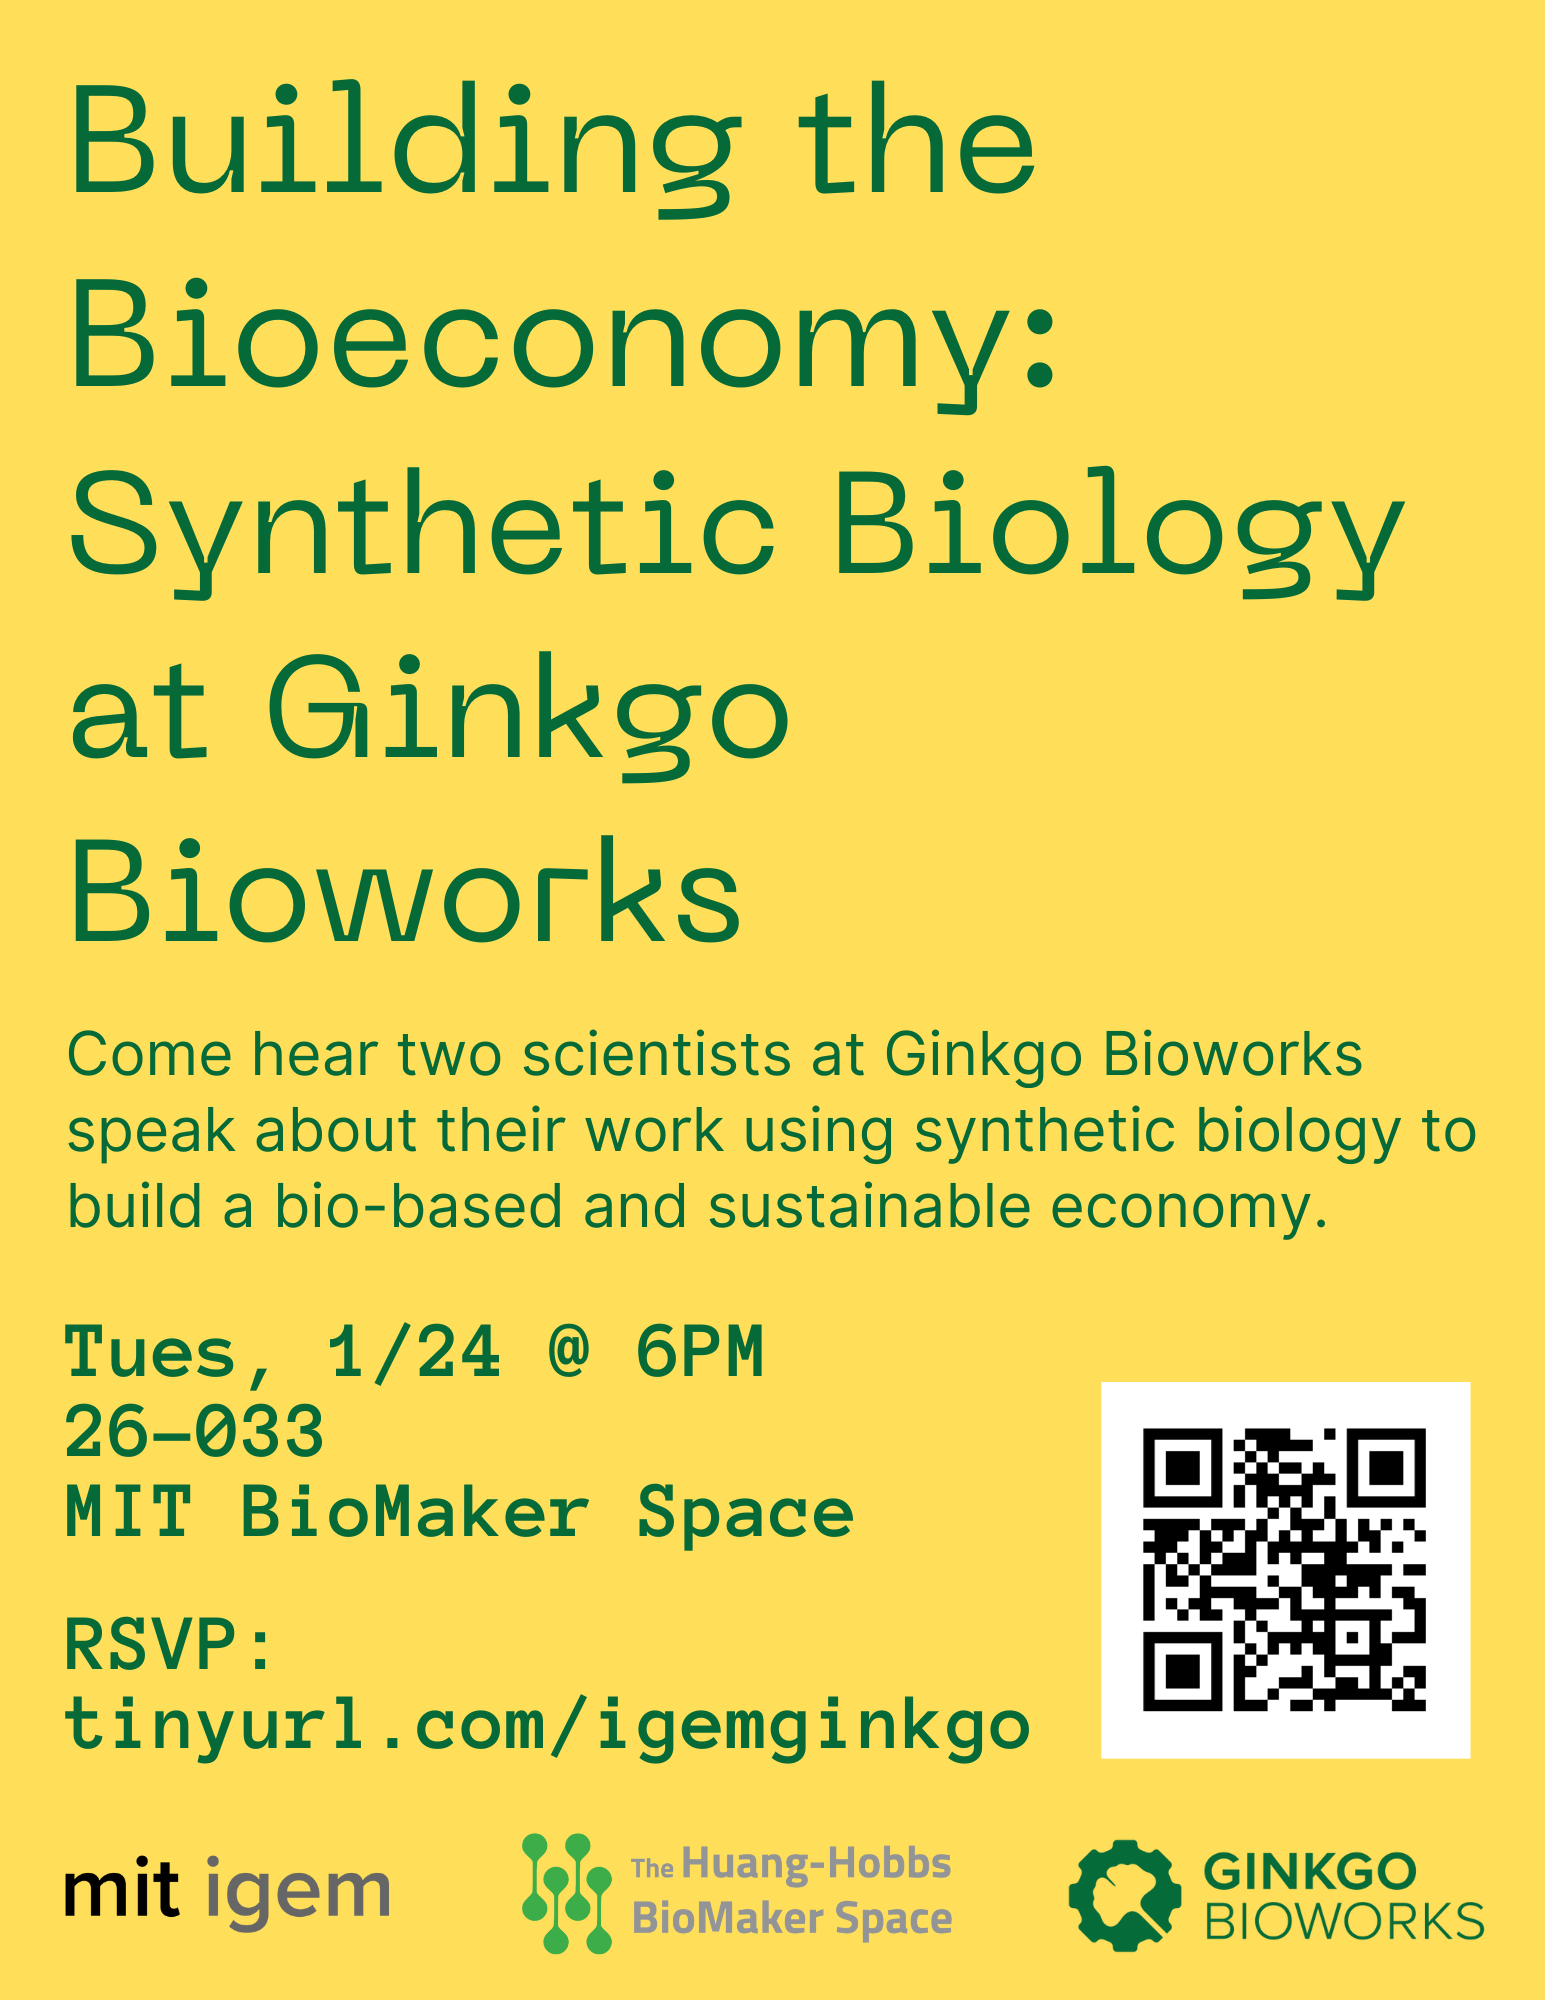 Building the
Bioeconomy:
Synthetic Biology
at Ginkgo
Bioworks
Come hear two scientists at Ginkgo Bioworks
speak about their work using synthetic biology to
build a bio-based and sustainable economy.
Tues, 1/24 @ 6PM
26-033
MIT BioMaker Space
RSVP:
tinyurl.com/igemginkgo
mit igem
The Huang-Hobbs
BioMaker Space
GINKGO
BIOWORKS